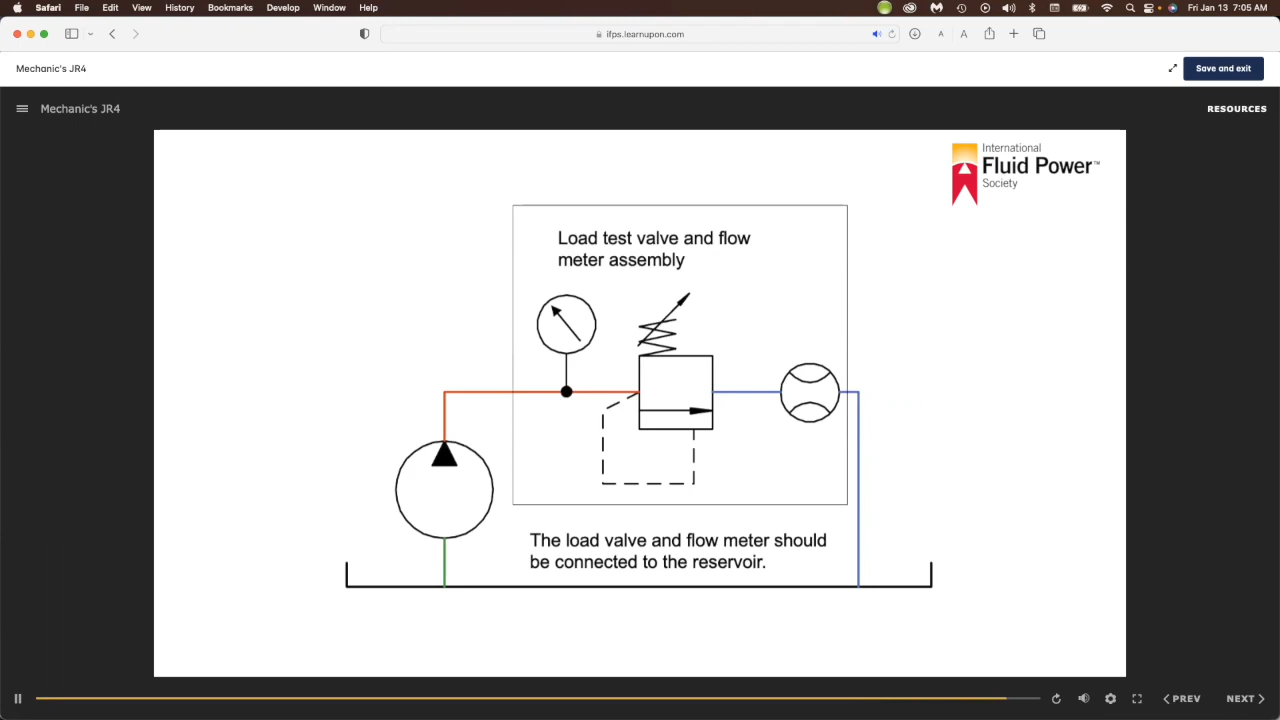 Safari File Edit View History Bookmarks Develop Window Help Fri Jan 13 7:05 AM
ifps.learnupon.com A A
Mechanic's JR4 Save and exit
Mechanic's JR4 RESOURCES
International
Fluid Power™
Society
Load test valve and flow
meter assembly
The load valve and flow meter should
be connected to the reservoir.
PREV NEXT